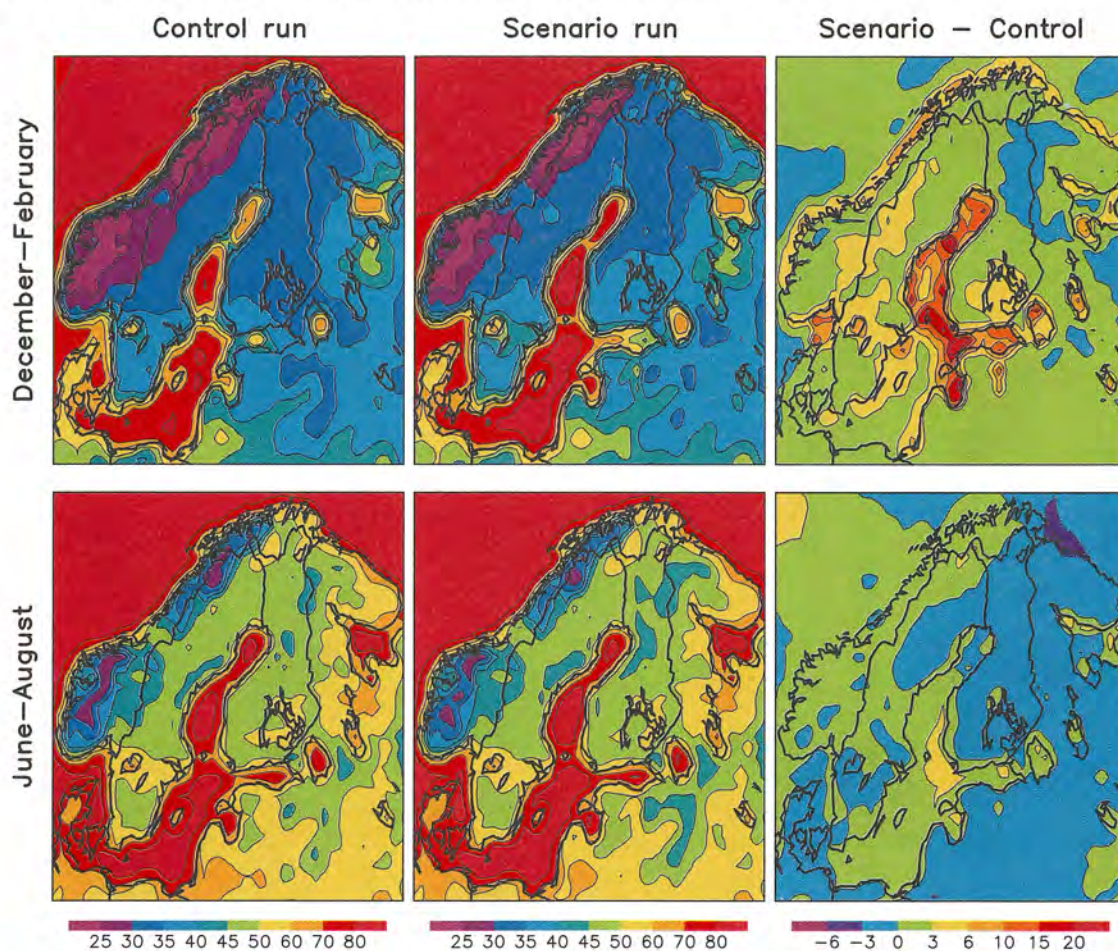 Control run
Scenario run
Scenario – Control
December–February
June–August
25 30 35 40 45 50 60 70 80
25 30 35 40 45 50 60 70 80
-6 -3 0 3 6 10 15 20